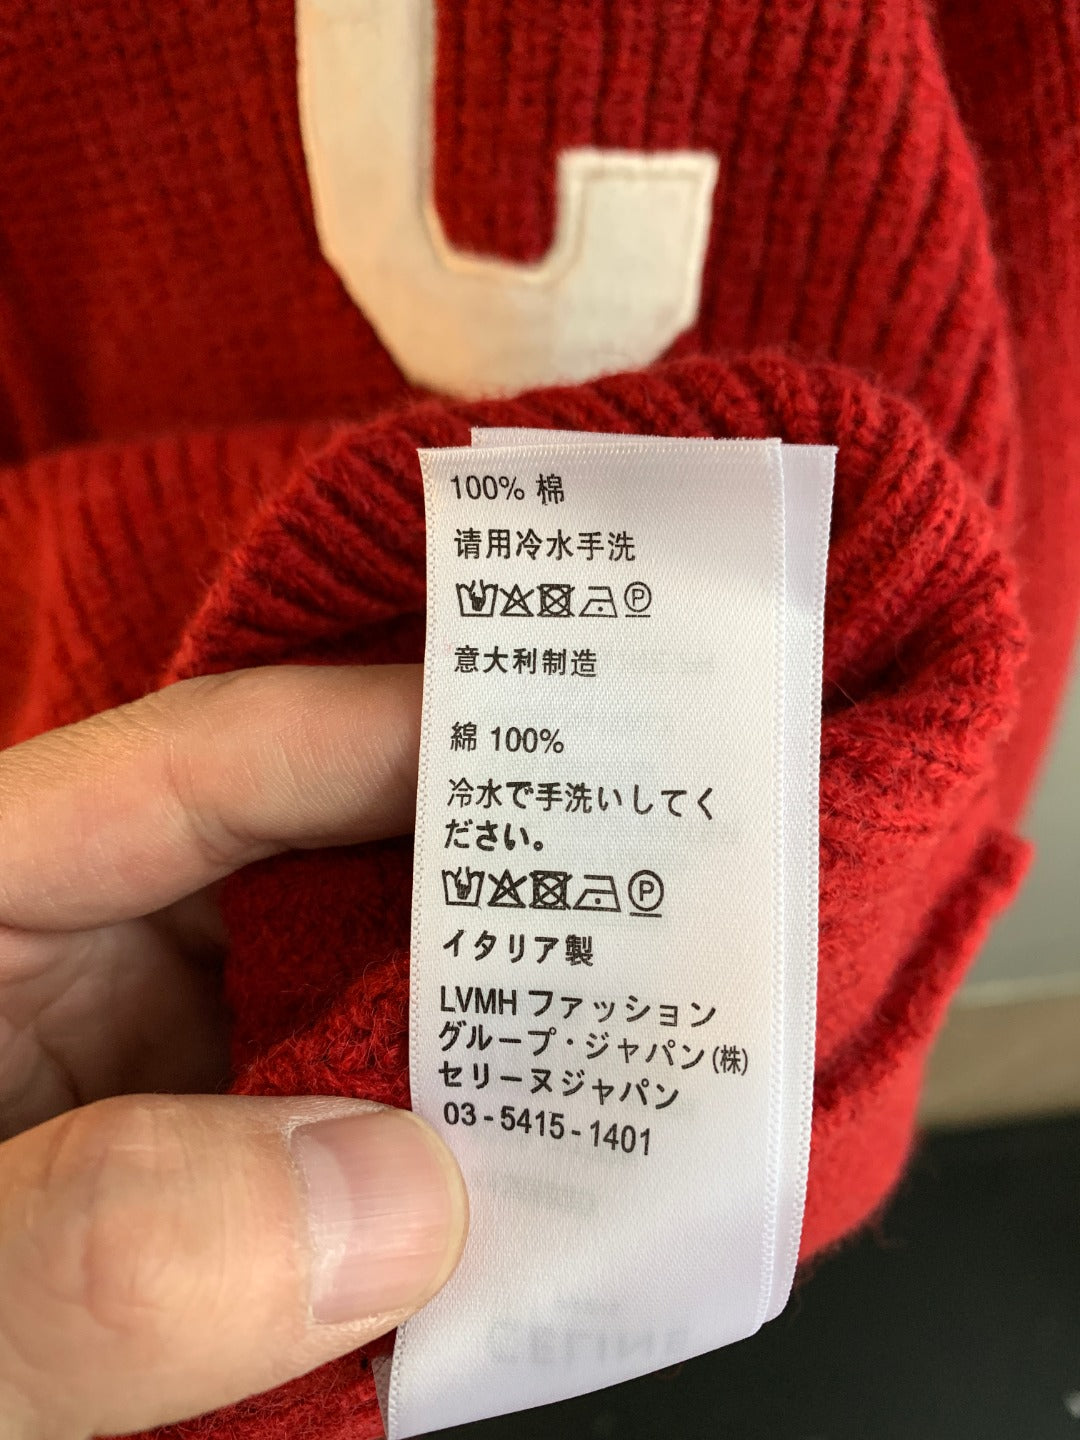 100% 棉
请用冷水手洗
P
意大利制造
綿 100%
冷水で手洗いしてく
ださい。
P
イタリア製
LVMH ファッション
グループ・ジャパン(株)
セリーヌジャパン
03-5415-1401
CELINE